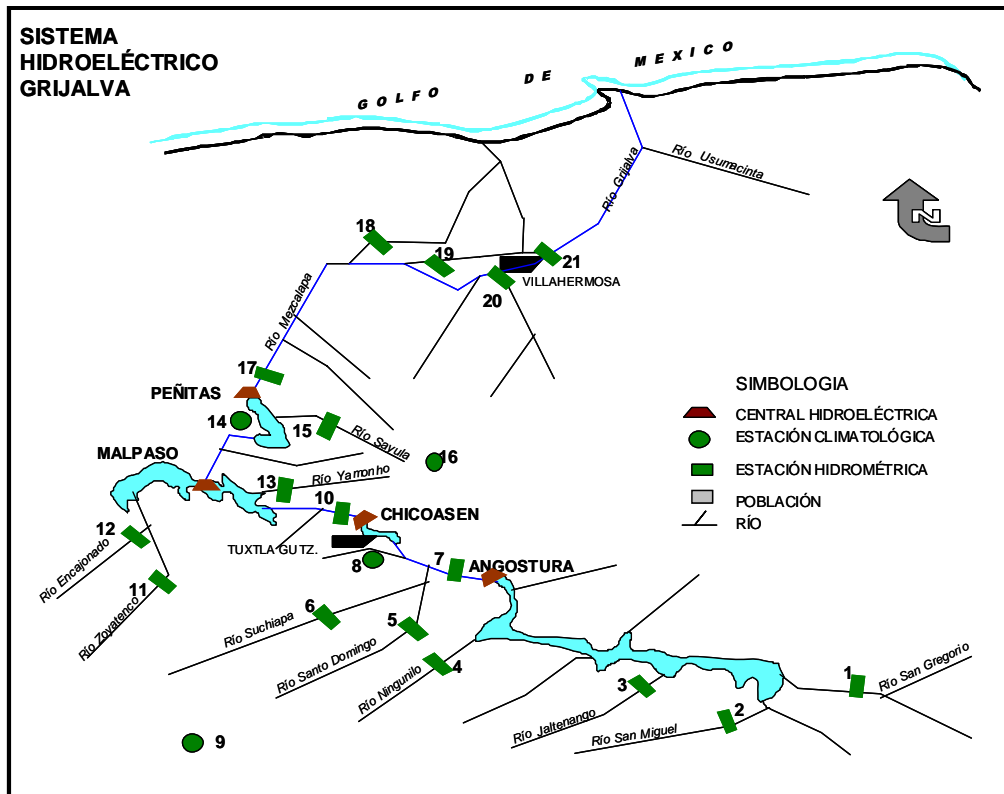 SISTEMA
HIDROELÉCTRICO
GRIJALVA
GOLFO DE MEXICO
Río Usumacinta
Río Grijalva
N
18
19
21
VILLAHERMOSA
20
Río Mezcalapa
17
PEÑITAS
14
15
Río Sayula
16
MALPASO
13
Río Yamonho
10
CHICOASEN
12
TUXTLA GUTZ.
8
7
ANGOSTURA
Río Encajonado
11
Río Zoyatenco
6
Río Suchiapa
5
Río Santo Domingo
4
Río Ningunilo
3
Río Jaltenango
2
Río San Miguel
1
Río San Gregorio
9
SIMBOLOGIA
CENTRAL HIDROELÉCTRICA
ESTACIÓN CLIMATOLÓGICA
ESTACIÓN HIDROMÉTRICA
POBLACIÓN
RÍO